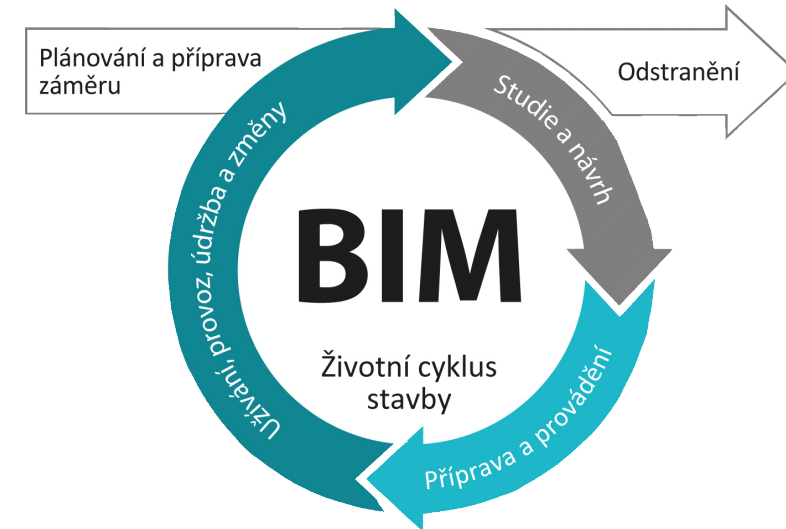 Plánování a příprava
záměru
Odstranění
Studie a návrh
Užívání, provoz, údržba a změny
BIM
Životní cyklus
stavby
Příprava a provádění